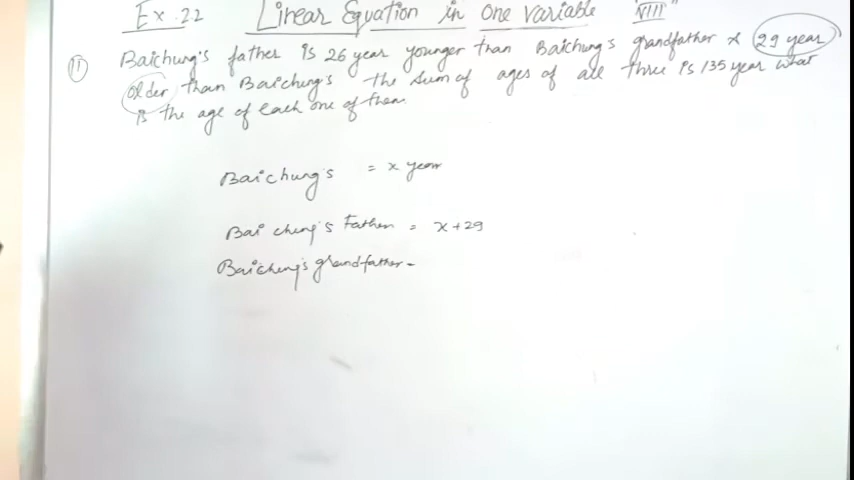 Ex. 22 Linear Equation in one variable "VIII"
(11) Baichung's father is 26 year younger than Baichung's grandfather & 29 year
older than Baichung's the sum of ages of all three is 135 year what
is the age of each one of them
Baichung's = x year
Baichung's Father = x+29
Baichung's grandfather =